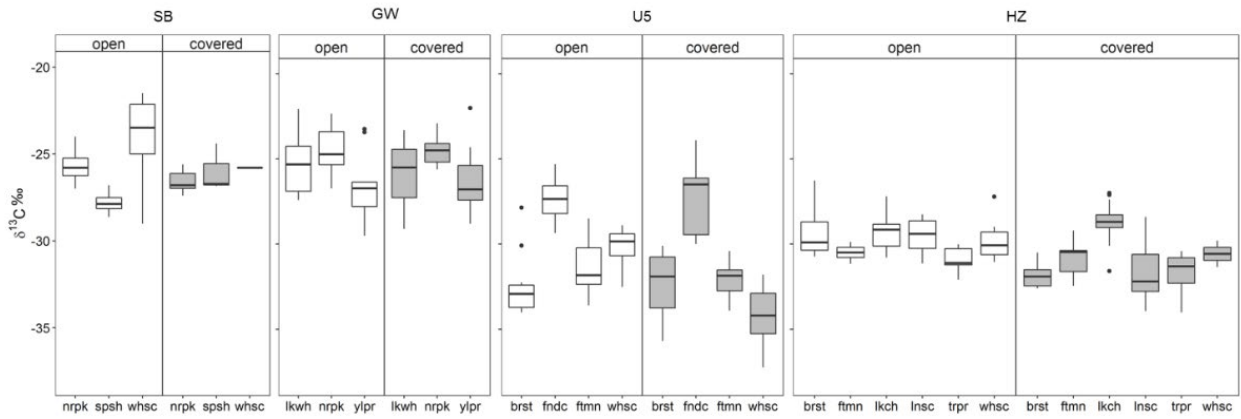 SB GW U5 HZ
open covered open covered open covered open covered
-20
-25
δ13C ‰
-30
-35
nrpk spsh whsc nrpk spsh whsc lkwh nrpk ylpr lkwh nrpk ylpr brst fndc ftmn whsc brst fndc ftmn whsc brst ftmn lkch lnsc trpr whsc brst ftmn lkch lnsc trpr whsc